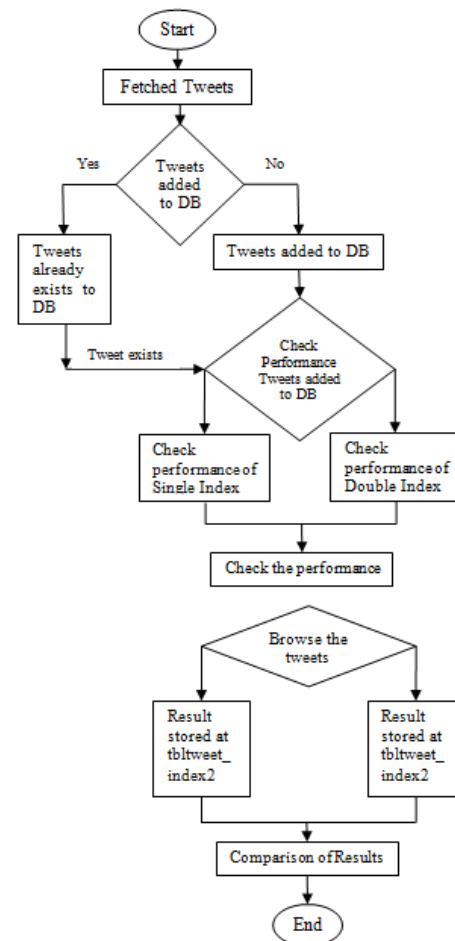 Start
Fetched Tweets
Yes
Tweets
added
to DB
No
Tweets
already
exists to
DB
Tweets added to DB
Tweet exists
Check
Performance
Tweets added
to DB
Check
performance of
Single Index
Check
performance of
Double Index
Check the performance
Browse the
tweets
Result
stored at
tbltweet_
index2
Result
stored at
tbltweet_
index2
Comparison of Results
End